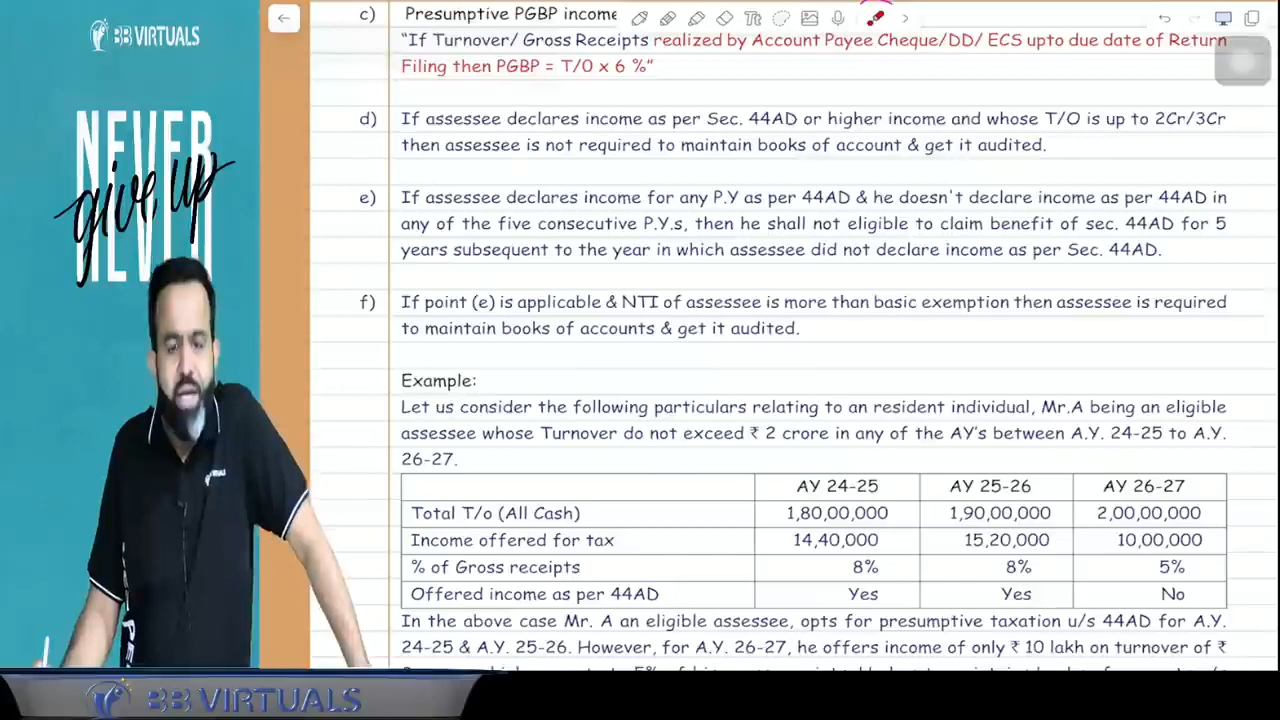 BB VIRTUALS
NEVER
give up
NEVER
c) Presumptive PGBP income
"If Turnover/ Gross Receipts realized by Account Payee Cheque/DD/ ECS upto due date of Return
Filing then PGBP = T/O x 6 %"
d) If assessee declares income as per Sec. 44AD or higher income and whose T/O is up to 2Cr/3Cr
then assessee is not required to maintain books of account & get it audited.
e) If assessee declares income for any P.Y as per 44AD & he doesn't declare income as per 44AD in
any of the five consecutive P.Y.s, then he shall not eligible to claim benefit of sec. 44AD for 5
years subsequent to the year in which assessee did not declare income as per Sec. 44AD.
f) If point (e) is applicable & NTI of assessee is more than basic exemption then assessee is required
to maintain books of accounts & get it audited.
Example:
Let us consider the following particulars relating to an resident individual, Mr.A being an eligible
assessee whose Turnover do not exceed ₹ 2 crore in any of the AY's between A.Y. 24-25 to A.Y.
26-27.
AY 24-25 AY 25-26 AY 26-27
Total T/o (All Cash) 1,80,00,000 1,90,00,000 2,00,00,000
Income offered for tax 14,40,000 15,20,000 10,00,000
% of Gross receipts 8% 8% 5%
Offered income as per 44AD Yes Yes No
In the above case Mr. A an eligible assessee, opts for presumptive taxation u/s 44AD for A.Y.
24-25 & A.Y. 25-26. However, for A.Y. 26-27, he offers income of only ₹ 10 lakh on turnover of ₹
BB VIRTUALS